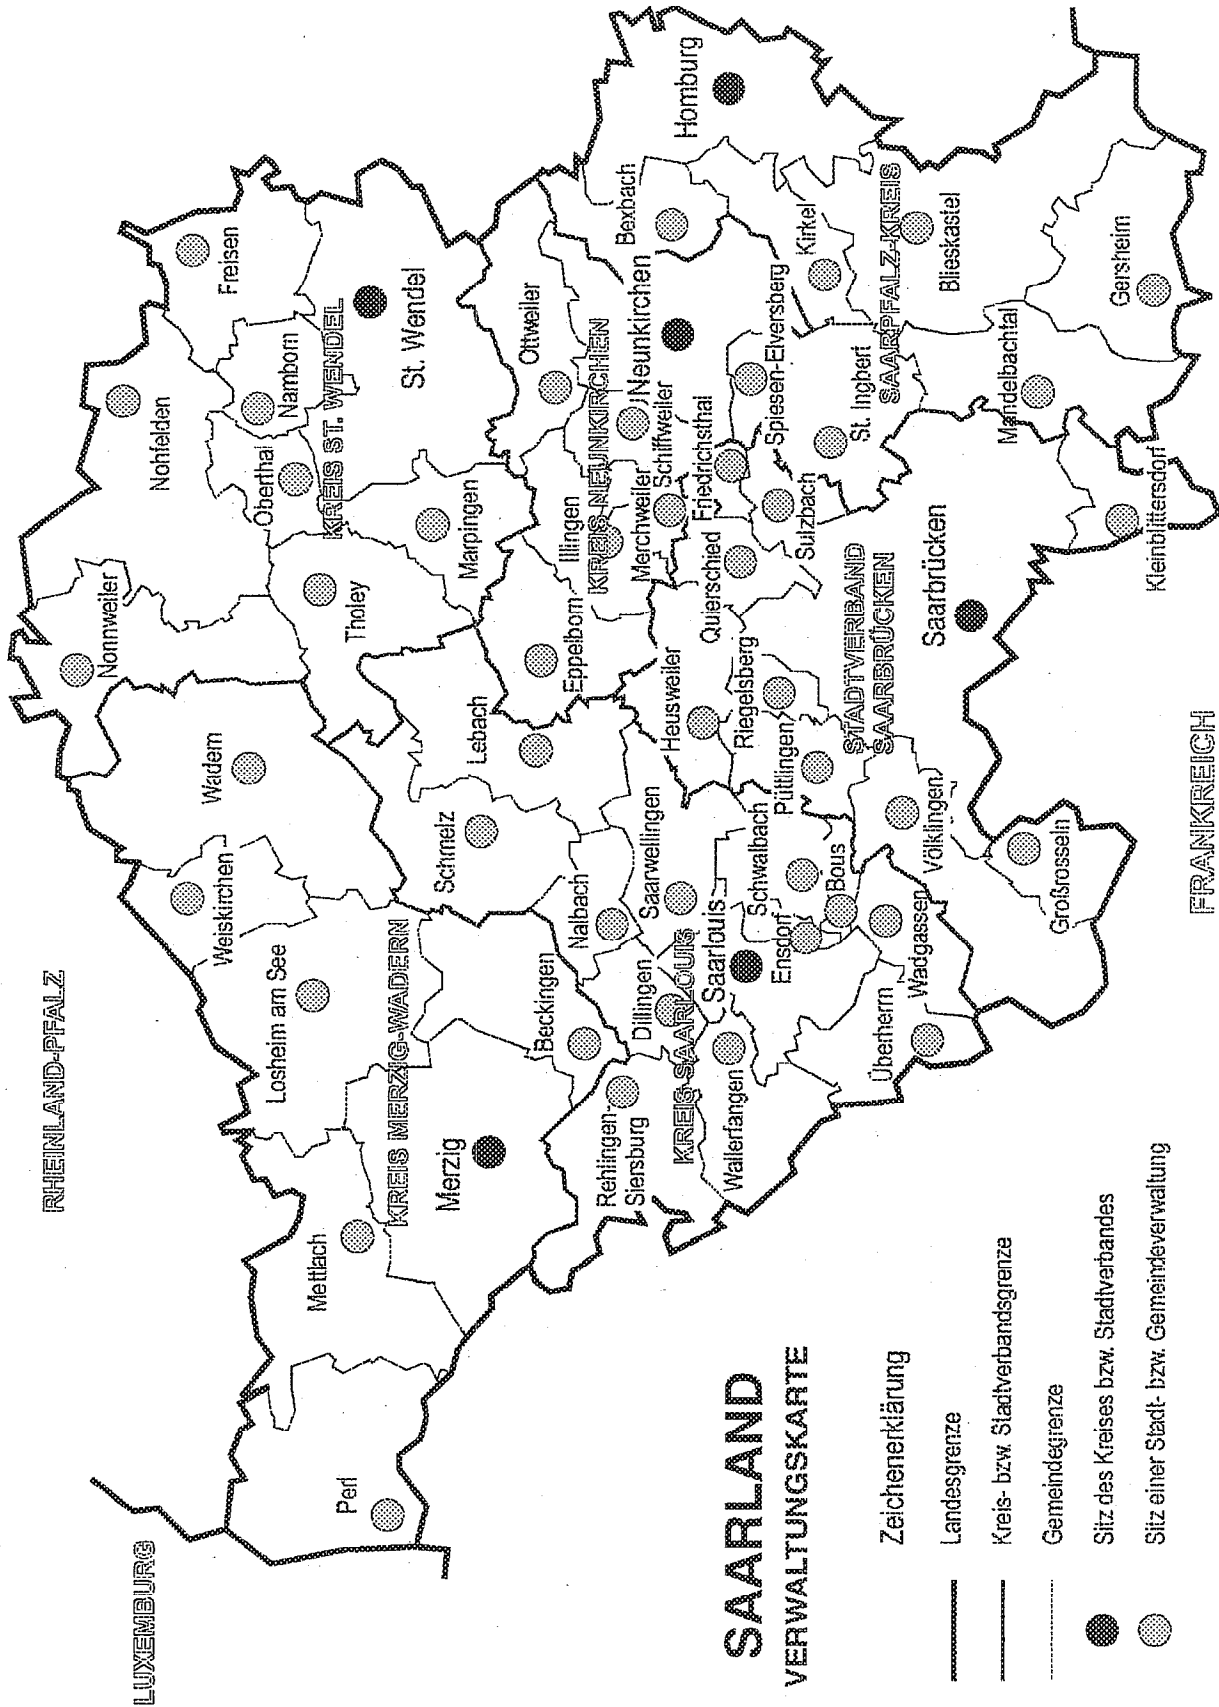 LUXEMBURG
RHEINLAND-PFALZ
FRANKREICH
Perl
Mettlach
Merzig
KREIS MERZIG-WADERN
Losheim am See
Weiskirchen
Wadern
Beckingen
Nonnweiler
Nohfelden
Freisen
Oberthal
Namborn
KREIS ST. WENDEL
St. Wendel
Tholey
Marpingen
Rehlingen-
Siersburg
KREIS SAARLOUIS
Wallerfangen
Dillingen
Saarlouis
Nalbach
Saarwellingen
Schmelz
Lebach
Schwalbach
Ensdorf
Bous
Wadgassen
Überherrn
Eppelborn
Illingen
KREIS NEUNKIRCHEN
Merchweiler
Schiffweiler
Ottweiler
Neunkirchen
Spiesen-Elversberg
Heusweiler
Riegelsberg
Püttlingen
Quierschied
Friedrichsthal
Sulzbach
STADTVERBAND
SAARBRÜCKEN
Saarbrücken
Völklingen
Großrosseln
Kleinblittersdorf
Bexbach
Homburg
Kirkel
St. Ingbert
SAARPFALZ-KREIS
Blieskastel
Mandelbachtal
Gersheim
SAARLAND
VERWALTUNGSKARTE
Zeichenerklärung
Landesgrenze
Kreis- bzw. Stadtverbandsgrenze
Gemeindegrenze
Sitz des Kreises bzw. Stadtverbandes
Sitz einer Stadt- bzw. Gemeindeverwaltung